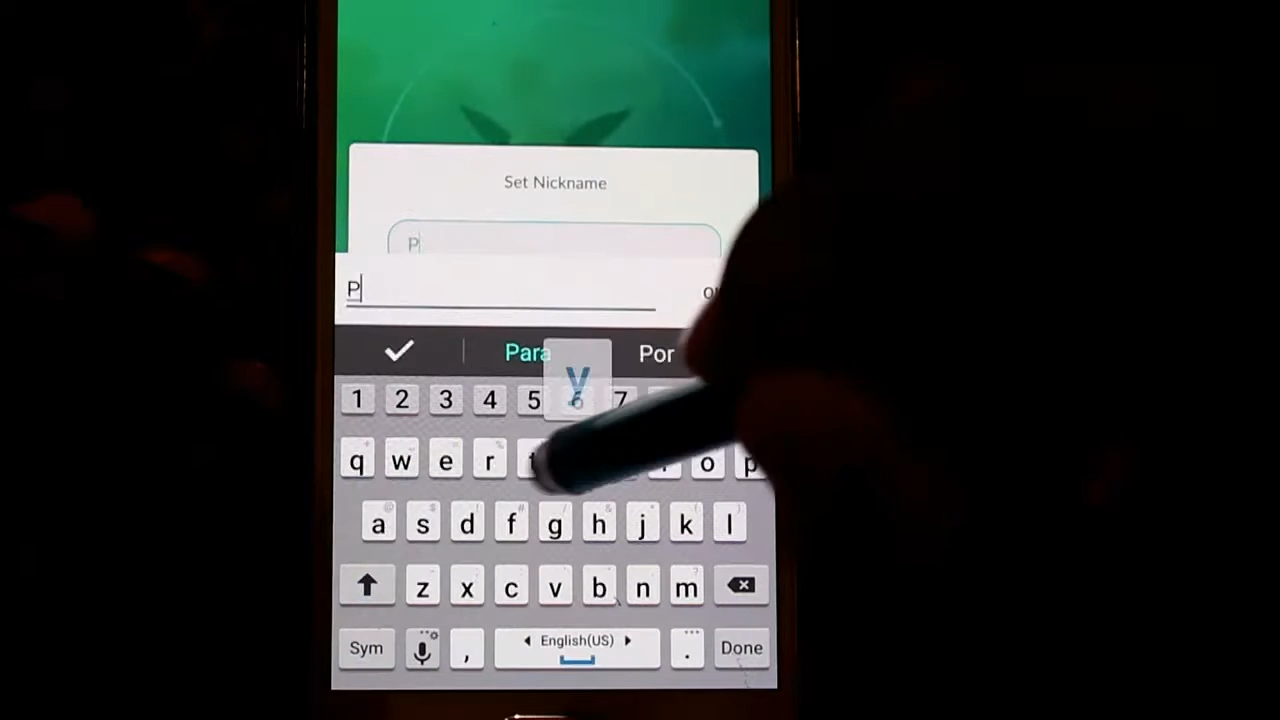 Set Nickname
P
P
Para Por
1 2 3 4 5 6 7
y
q w e r t o p
a s d f g h j k l
z x c v b n m
Sym , English(US) . Done